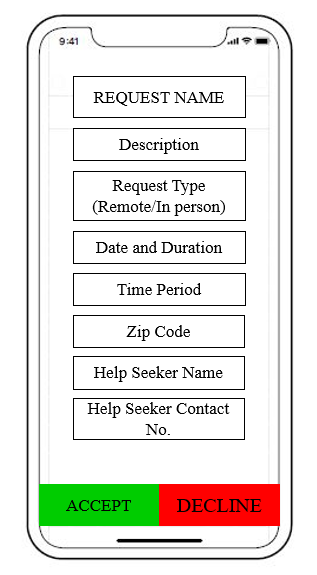 9:41
REQUEST NAME
Description
Request Type
(Remote/In person)
Date and Duration
Time Period
Zip Code
Help Seeker Name
Help Seeker Contact
No.
ACCEPT DECLINE